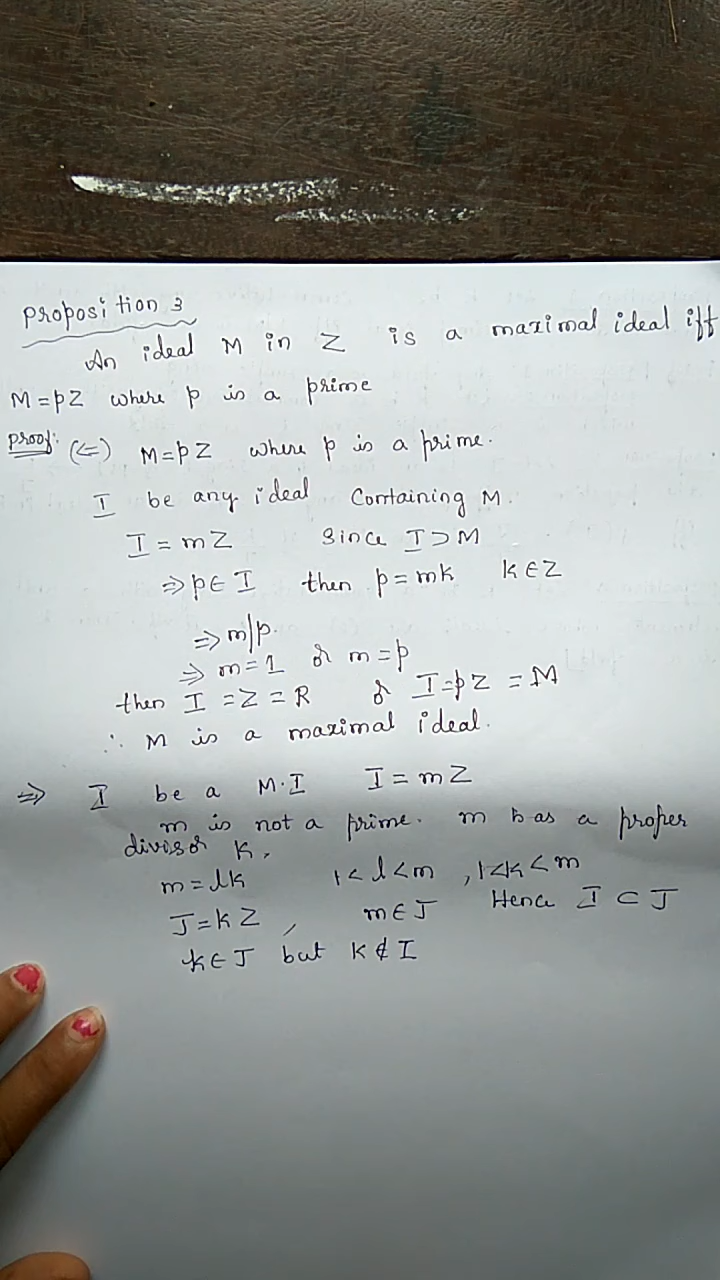 Proposition 3
An ideal M in Z is a maximal ideal iff
M = pZ where p is a prime
Proof: (⇐) M = pZ where p is a prime.
I be any ideal Containing M.
I = mZ Since I ⊃ M
⇒ p ∈ I then p = mk k ∈ Z
⇒ m/p.
⇒ m = 1 or m = p
then I = Z = R or I = pZ = M
∴ M is a maximal ideal.
⇒ I be a M.I I = mZ
m is not a prime. m has a proper
divisor k.
m = lk 1 < l < m , 1 < k < m
J = kZ , m ∈ J Hence I ⊂ J
k ∈ J but k ∉ I